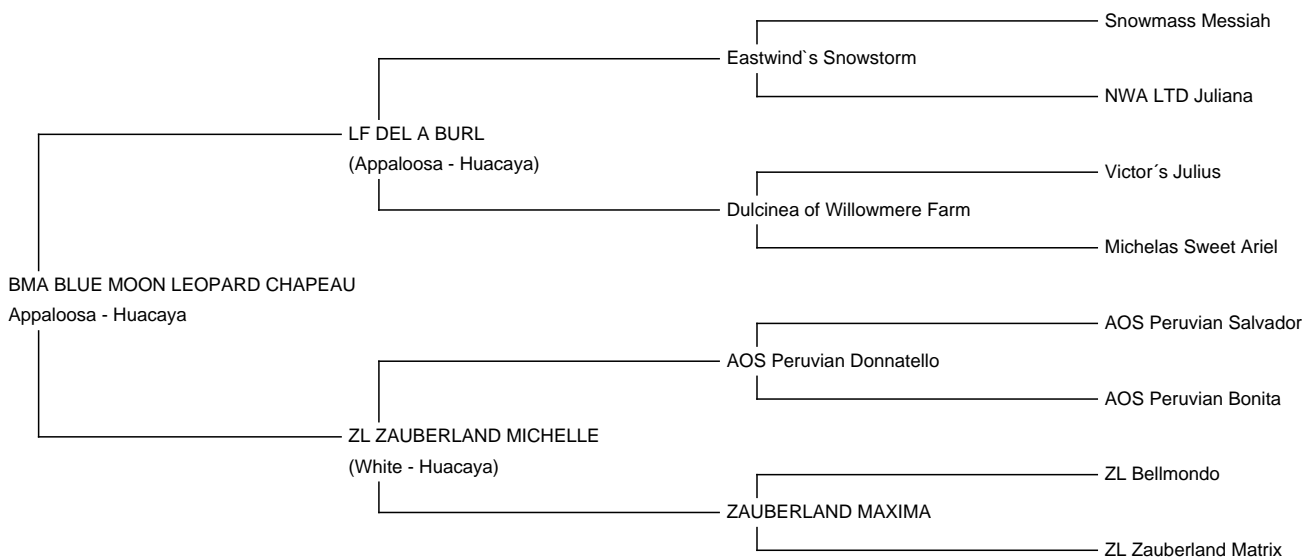 Snowmass Messiah
Eastwind`s Snowstorm
NWA LTD Juliana
LF DEL A BURL
(Appaloosa - Huacaya)
Victor´s Julius
Dulcinea of Willowmere Farm
Michelas Sweet Ariel
BMA BLUE MOON LEOPARD CHAPEAU
Appaloosa - Huacaya
AOS Peruvian Salvador
AOS Peruvian Donnatello
AOS Peruvian Bonita
ZL ZAUBERLAND MICHELLE
(White - Huacaya)
ZL Bellmondo
ZAUBERLAND MAXIMA
ZL Zauberland Matrix